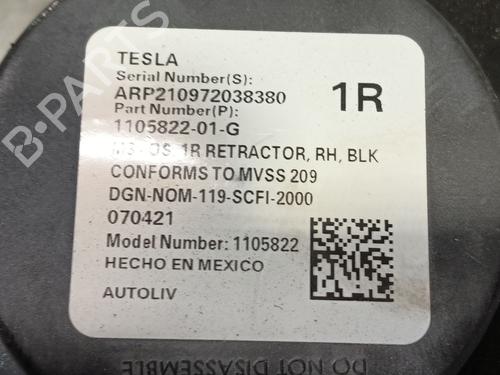 TESLA
Serial Number(S):
ARP210972038380
1R
Part Number(P):
1105822-01-G
M3 - OS, 1R RETRACTOR, RH, BLK
CONFORMS TO MVSS 209
DGN-NOM-119-SCFI-2000
070421
Model Number: 1105822
HECHO EN MEXICO
AUTOLIV
DO NOT DISASSEMBLE
B-PARTS